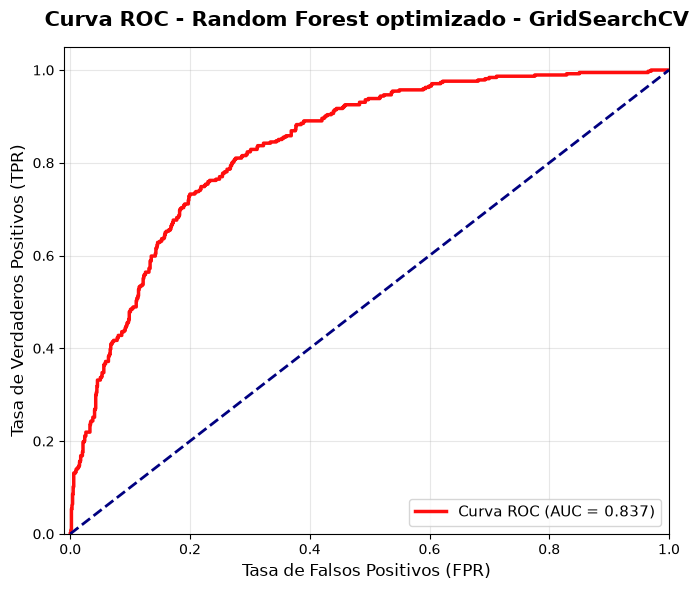 Curva ROC - Random Forest optimizado - GridSearchCV
Tasa de Verdaderos Positivos (TPR)
1.0
0.8
0.6
0.4
0.2
0.0
Curva ROC (AUC = 0.837)
0.0 0.2 0.4 0.6 0.8 1.0
Tasa de Falsos Positivos (FPR)